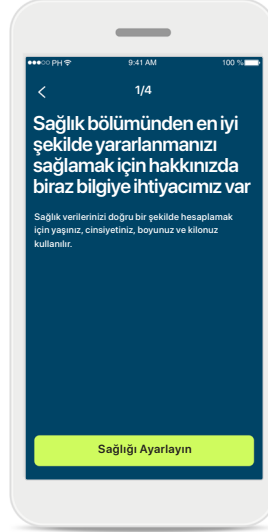 PH 9:41 AM 100 %
1/4
Sağlık bölümünden en iyi
şekilde yararlanmanızı
sağlamak için hakkınızda
biraz bilgiye ihtiyacımız var
Sağlık verilerinizi doğru bir şekilde hesaplamak
için yaşınız, cinsiyetiniz, boyunuz ve kilonuz
kullanılır.
Sağlığı Ayarlayın